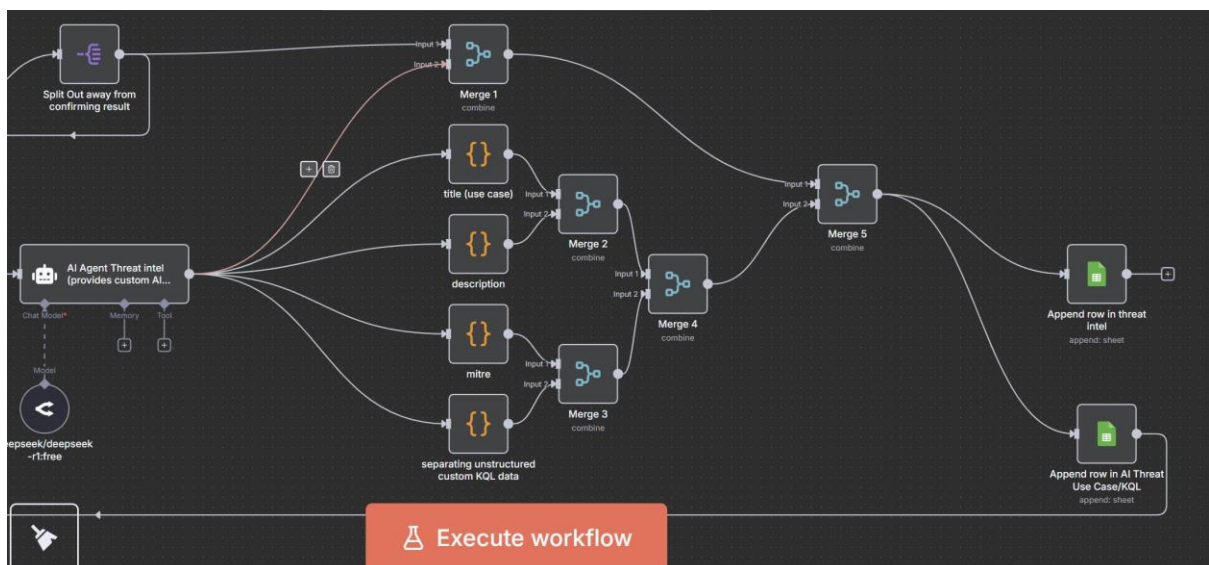 Split Out away from
confirming result
Input 1
Input 2
Merge 1
combine
title (use case)
Input 1
Input 2
Merge 2
combine
description
AI Agent Threat intel
(provides custom AI...
Chat Model*
Memory
Tool
Model
epseek/deepseek
-r1:free
mitre
Input 1
Input 2
Merge 3
combine
separating unstructured
custom KQL data
Input 1
Input 2
Merge 4
combine
Input 1
Input 2
Merge 5
combine
Append row in threat
intel
append: sheet
Append row in AI Threat
Use Case/KQL
append: sheet
Execute workflow